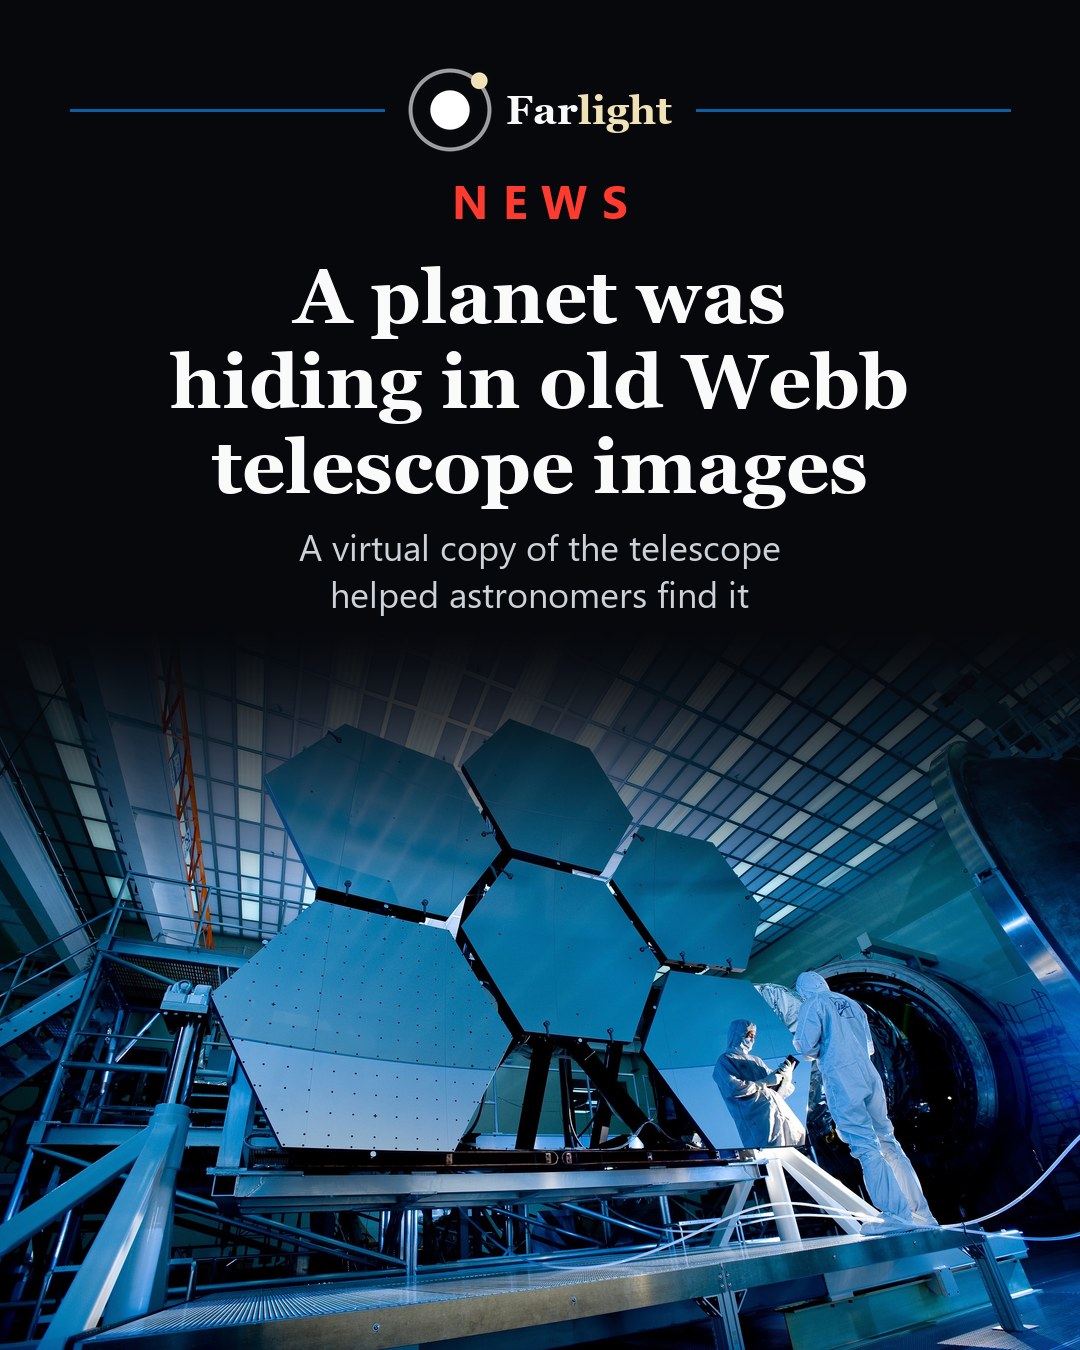 Farlight
NEWS
A planet was
hiding in old Webb
telescope images
A virtual copy of the telescope
helped astronomers find it